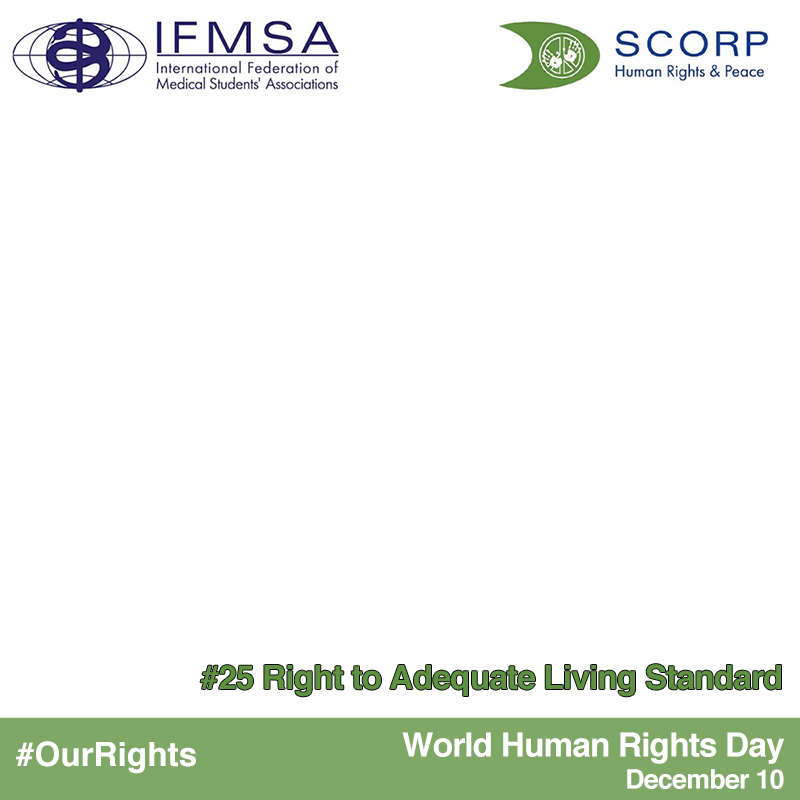 IFMSA
International Federation of
Medical Students' Associations
SCORP
Human Rights & Peace
#25 Right to Adequate Living Standard
#OurRights
World Human Rights Day
December 10